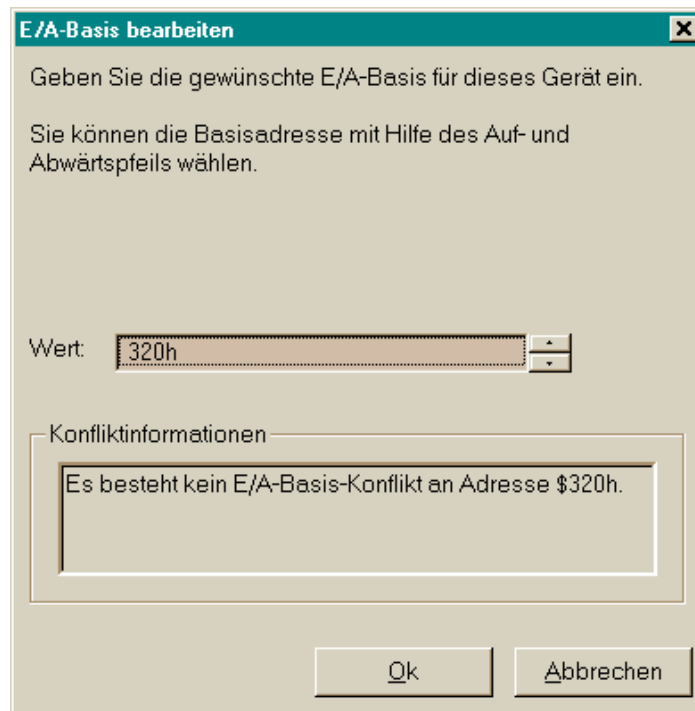 E/A-Basis bearbeiten
Geben Sie die gewünschte E/A-Basis für dieses Gerät ein.
Sie können die Basisadresse mit Hilfe des Auf- und
Abwärtspfeils wählen.
Wert: 320h
Konfliktinformationen
Es besteht kein E/A-Basis-Konflikt an Adresse $320h.
Ok Abbrechen